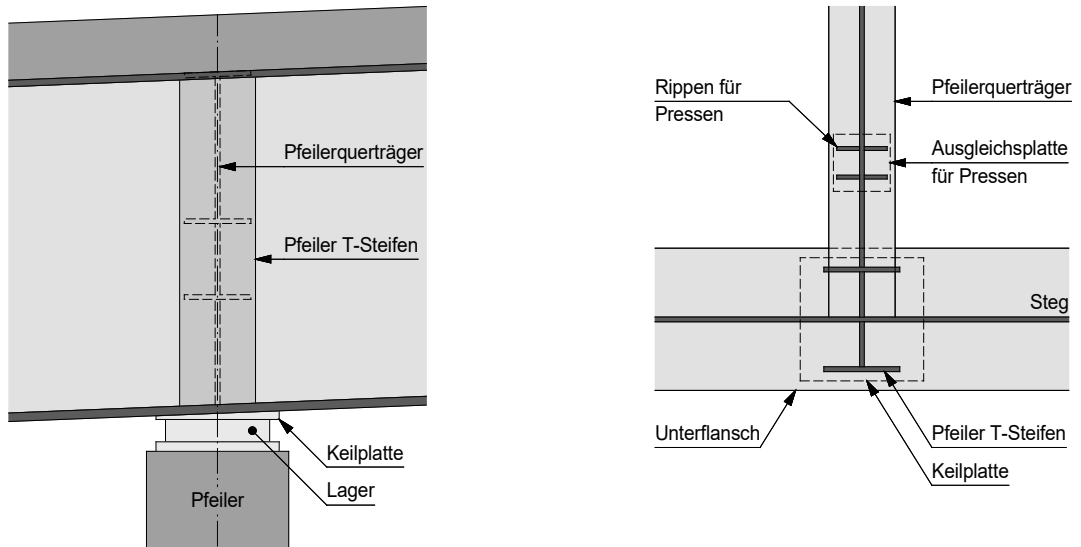 Pfeilerquerträger
Pfeiler T-Steifen
Keilplatte
Lager
Pfeiler
Rippen für
Pressen
Pfeilerquerträger
Ausgleichsplatte
für Pressen
Steg
Unterflansch
Pfeiler T-Steifen
Keilplatte